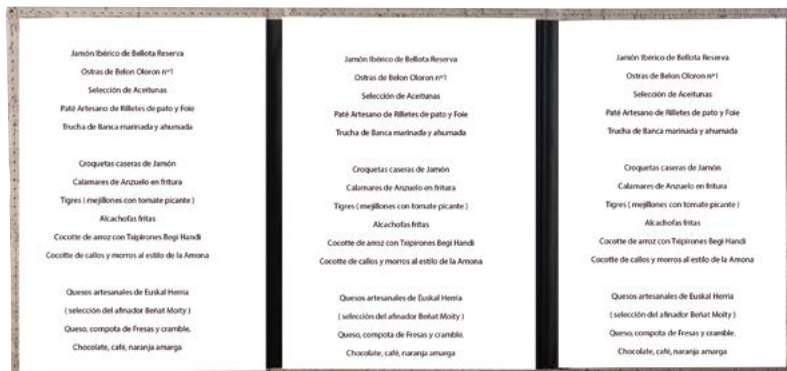 Jamón Ibérico de Bellota Reserva
Ostras de Belon Oloron nº1
Selección de Aceitunas
Paté Artesano de Rilletes de pato y Foie
Trucha de Banca marinada y ahumada
Croquetas caseras de Jamón
Calamares de Anzuelo en fritura
Tigres ( mejillones con tomate picante )
Alcachofas fritas
Cocotte de arroz con Txipirones Begi Handi
Cocotte de callos y morros al estilo de la Amona
Quesos artesanales de Euskal Herria
( selección del afinador Beñat Moity )
Queso, compota de Fresas y cramble.
Chocolate, café, naranja amarga
Jamón Ibérico de Bellota Reserva
Ostras de Belon Oloron nº1
Selección de Aceitunas
Paté Artesano de Rilletes de pato y Foie
Trucha de Banca marinada y ahumada
Croquetas caseras de Jamón
Calamares de Anzuelo en fritura
Tigres ( mejillones con tomate picante )
Alcachofas fritas
Cocotte de arroz con Txipirones Begi Handi
Cocotte de callos y morros al estilo de la Amona
Quesos artesanales de Euskal Herria
( selección del afinador Beñat Moity )
Queso, compota de Fresas y cramble.
Chocolate, café, naranja amarga
Jamón Ibérico de Bellota Reserva
Ostras de Belon Oloron nº1
Selección de Aceitunas
Paté Artesano de Rilletes de pato y Foie
Trucha de Banca marinada y ahumada
Croquetas caseras de Jamón
Calamares de Anzuelo en fritura
Tigres ( mejillones con tomate picante )
Alcachofas fritas
Cocotte de arroz con Txipirones Begi Handi
Cocotte de callos y morros al estilo de la Amona
Quesos artesanales de Euskal Herria
( selección del afinador Beñat Moity )
Queso, compota de Fresas y cramble.
Chocolate, café, naranja amarga